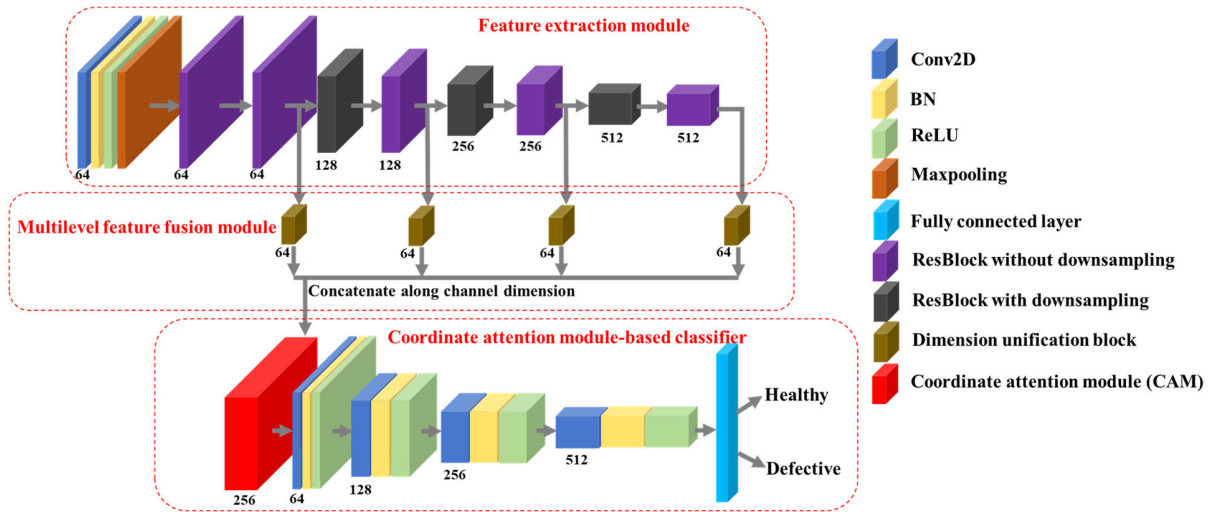 Feature extraction module
64
64
64
128
128
256
256
512
512
Multilevel feature fusion module
64
64
64
64
Concatenate along channel dimension
Coordinate attention module-based classifier
256
64
128
256
512
Healthy
Defective
Conv2D
BN
ReLU
Maxpooling
Fully connected layer
ResBlock without downsampling
ResBlock with downsampling
Dimension unification block
Coordinate attention module (CAM)